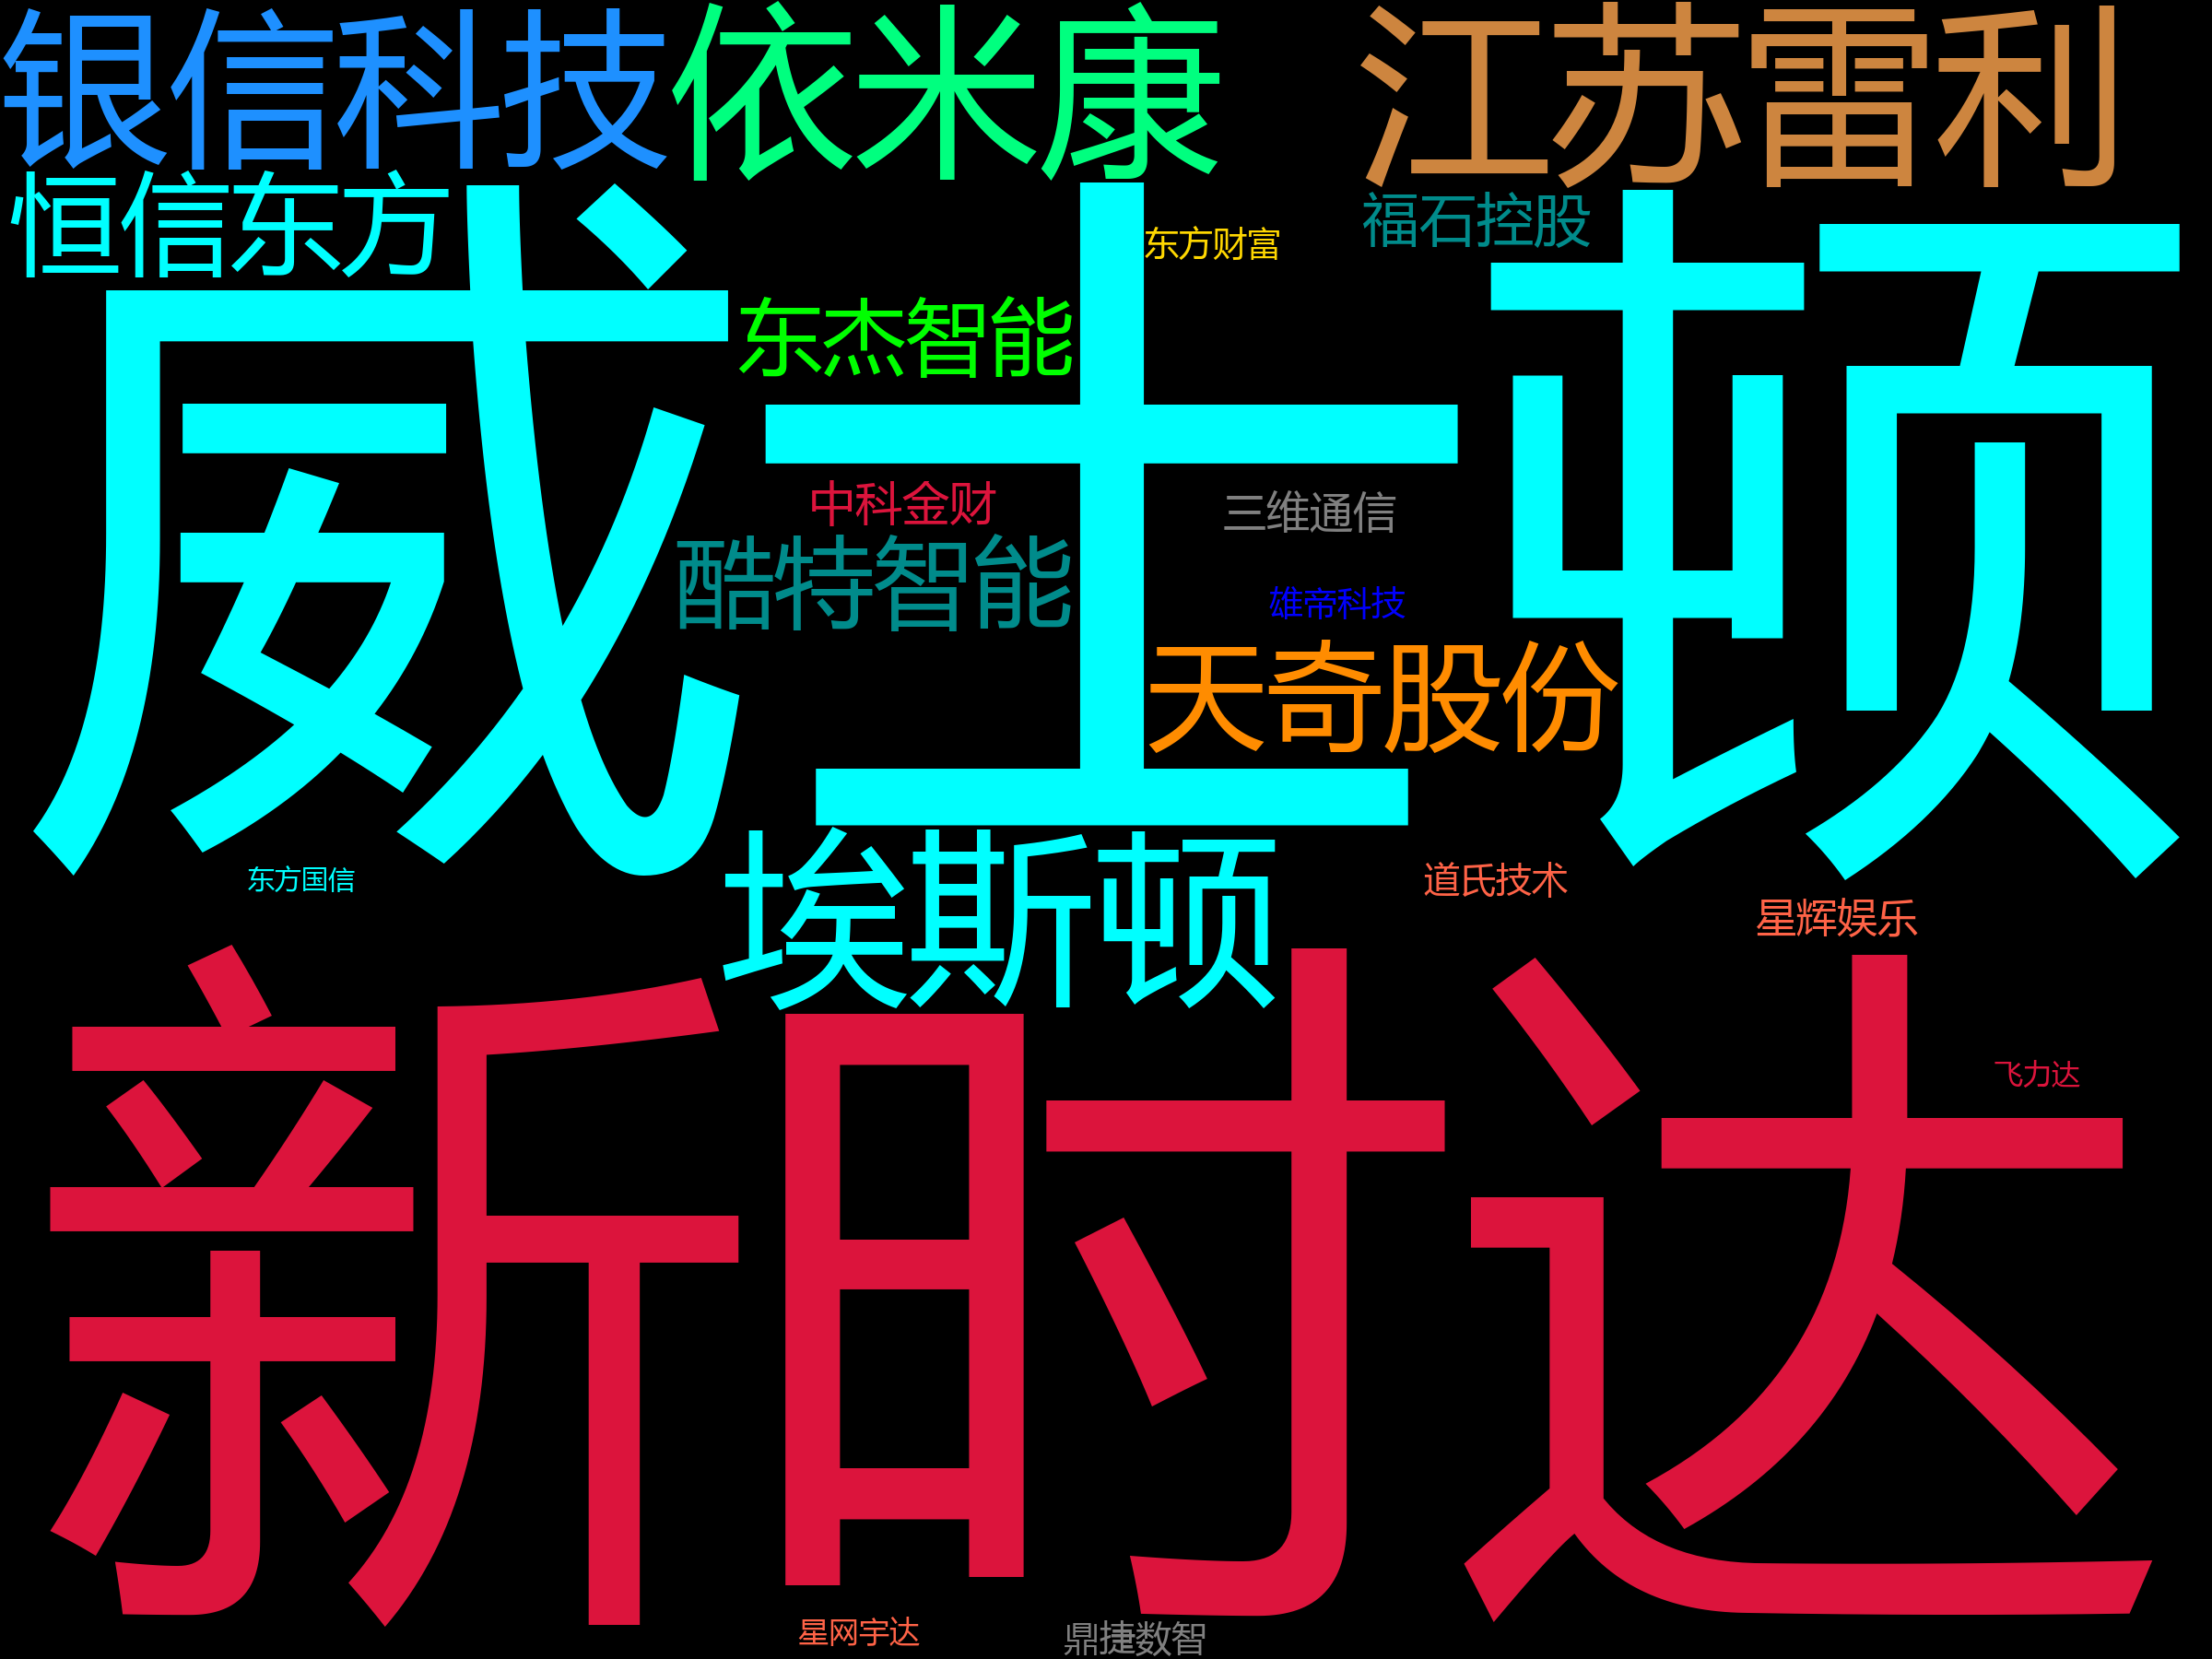 银信科技
依米康
江苏雷利
恒信东方
福石控股
东方财富
东杰智能
威士顿
中科金财
三维通信
酷特智能
雄帝科技
天奇股份
埃斯顿
东方国信
道氏技术
星辉娱乐
新时达
飞力达
星网宇达
鼎捷数智